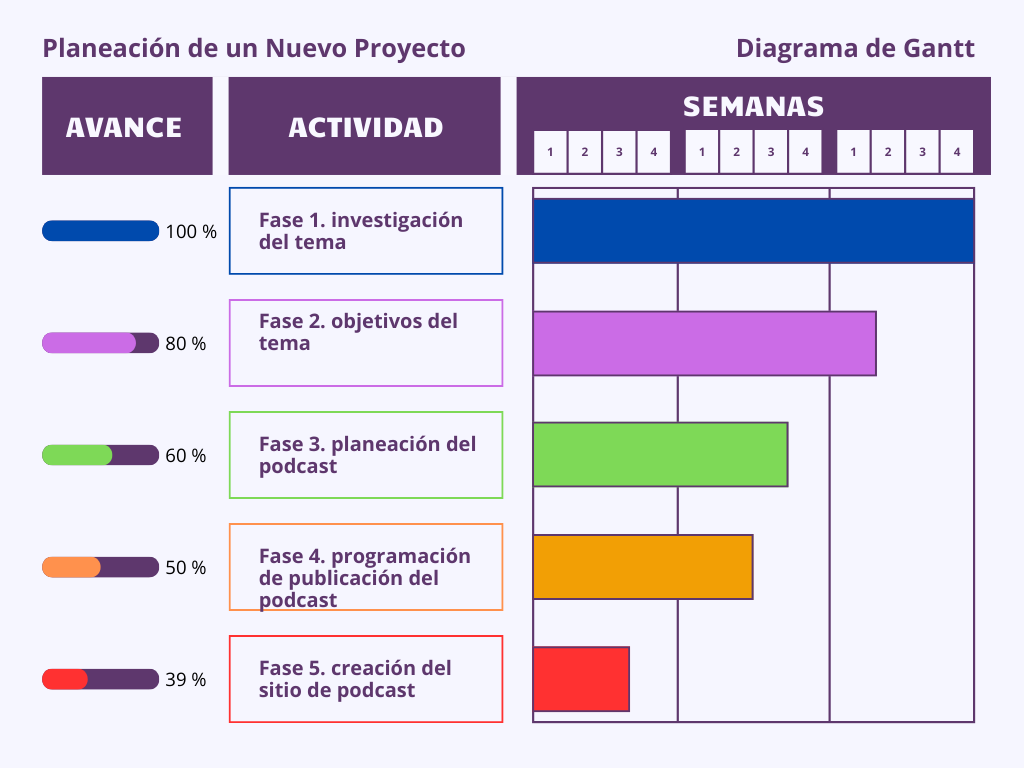 Planeación de un Nuevo Proyecto
Diagrama de Gantt
AVANCE
ACTIVIDAD
SEMANAS
1 2 3 4 1 2 3 4 1 2 3 4
100 %
Fase 1. investigación
del tema
80 %
Fase 2. objetivos del
tema
60 %
Fase 3. planeación del
podcast
50 %
Fase 4. programación
de publicación del
podcast
39 %
Fase 5. creación del
sitio de podcast